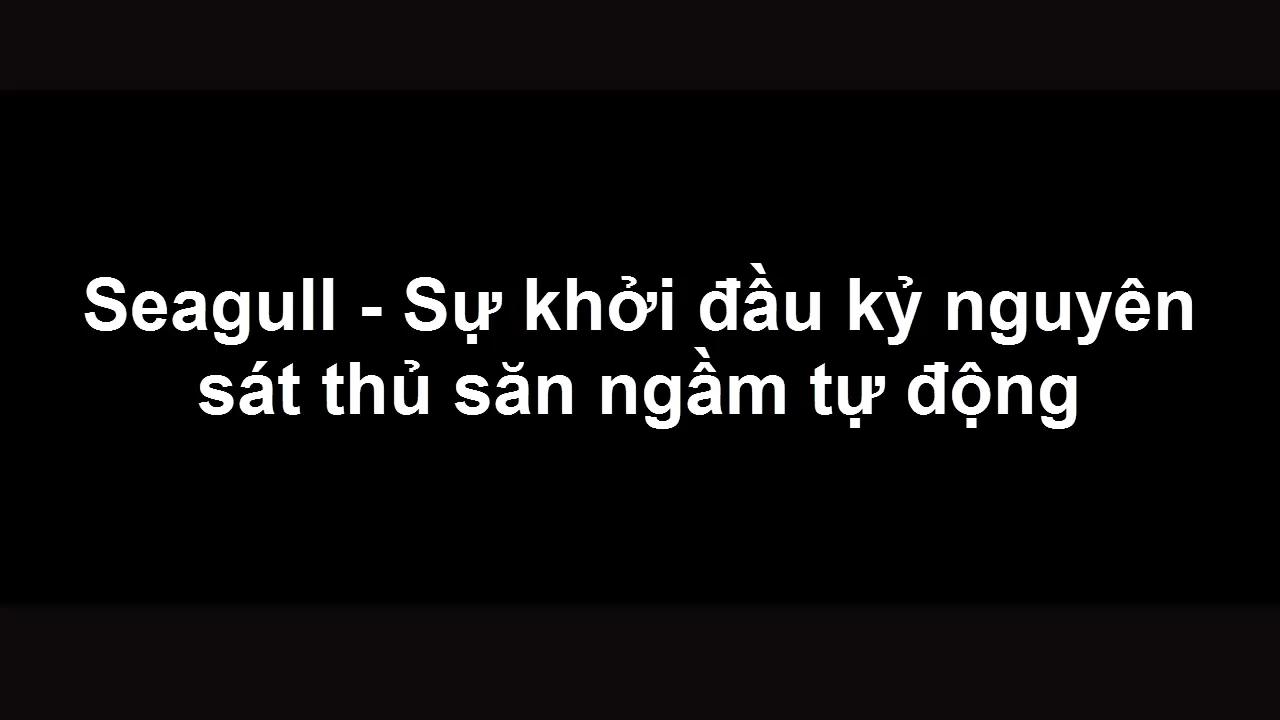 Seagull - Sự khởi đầu kỷ nguyên
sát thủ săn ngầm tự động